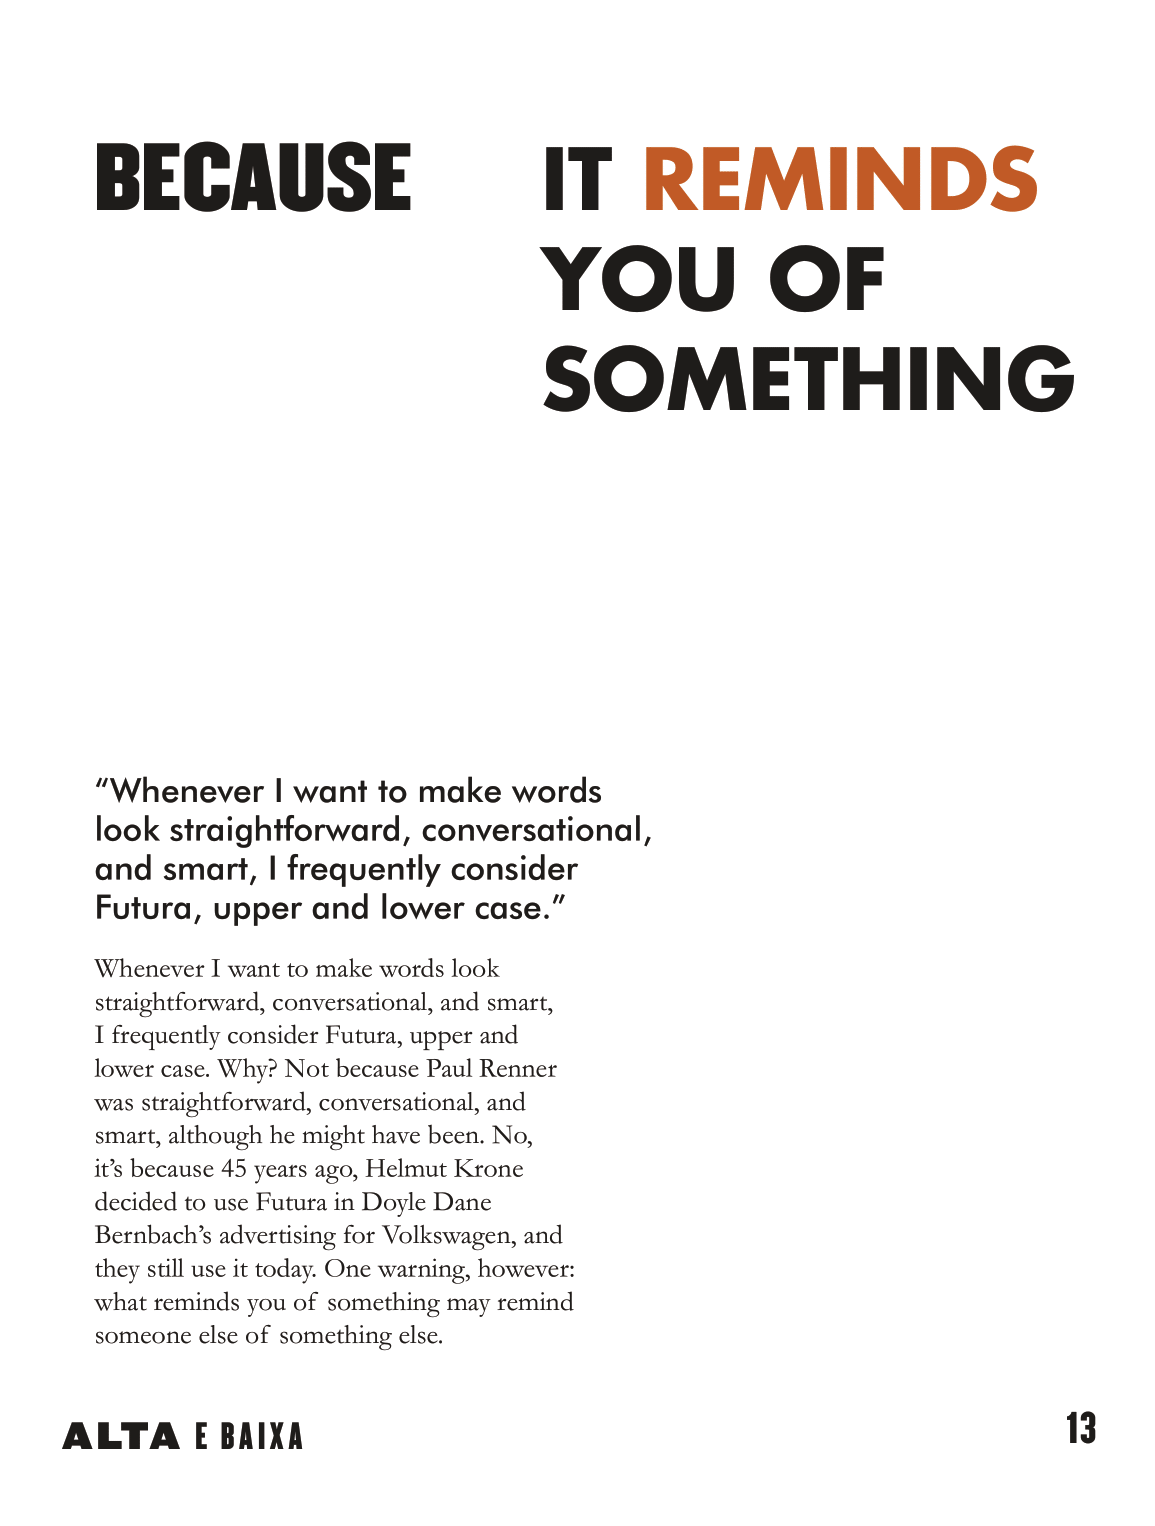 BECAUSE IT REMINDS
YOU OF
SOMETHING
“Whenever I want to make words
look straightforward, conversational,
and smart, I frequently consider
Futura, upper and lower case.”
Whenever I want to make words look
straightforward, conversational, and smart,
I frequently consider Futura, upper and
lower case. Why? Not because Paul Renner
was straightforward, conversational, and
smart, although he might have been. No,
it’s because 45 years ago, Helmut Krone
decided to use Futura in Doyle Dane
Bernbach’s advertising for Volkswagen, and
they still use it today. One warning, however:
what reminds you of something may remind
someone else of something else.
ALTA E BAIXA
13